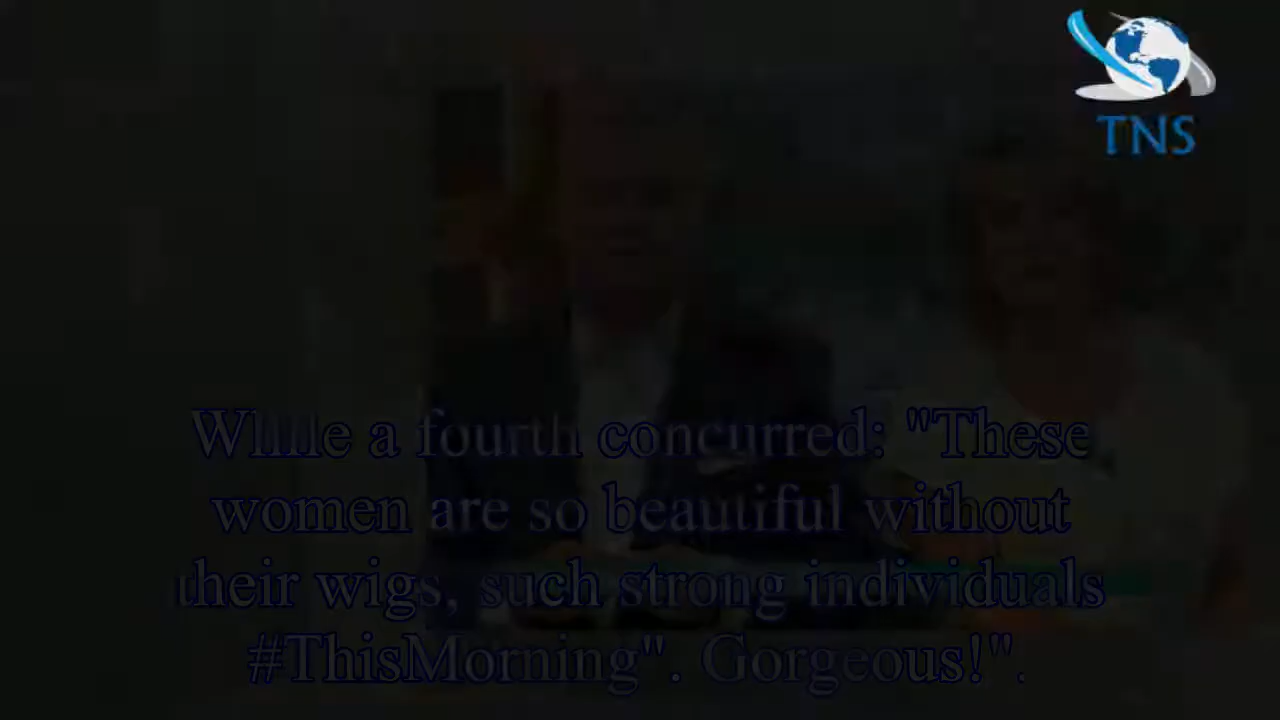 TNS
While a fourth concurred: "These
women are so beautiful without
their wigs, such strong individuals
#ThisMorning". Gorgeous!".